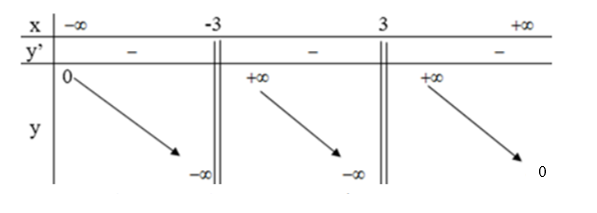 x −∞ -3 3 +∞
y’ − − −
0 +∞ +∞
y
−∞ −∞ 0